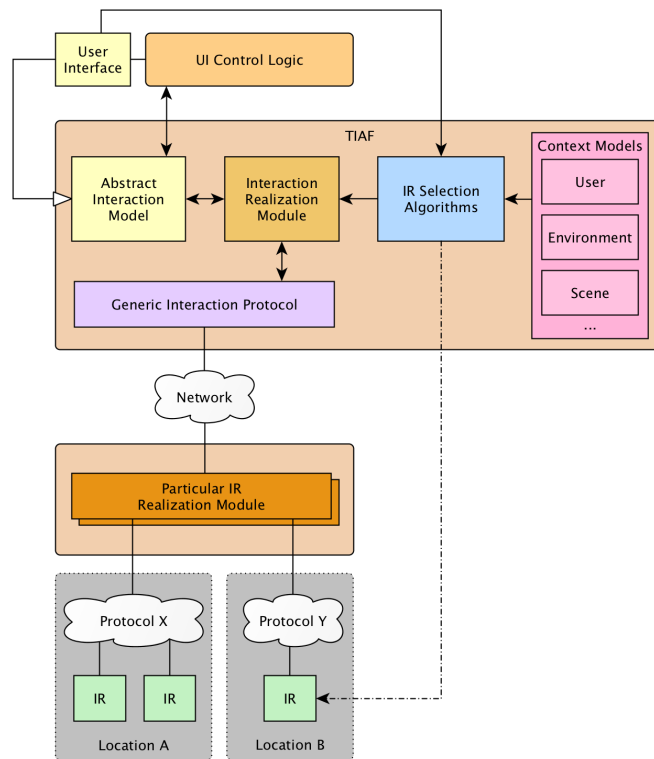 User
Interface
UI Control Logic
TIAF
Context Models
Abstract
Interaction
Model
Interaction
Realization
Module
IR Selection
Algorithms
User
Environment
Scene
...
Generic Interaction Protocol
Network
Particular IR
Realization Module
Protocol X
Protocol Y
IR
IR
IR
Location A
Location B